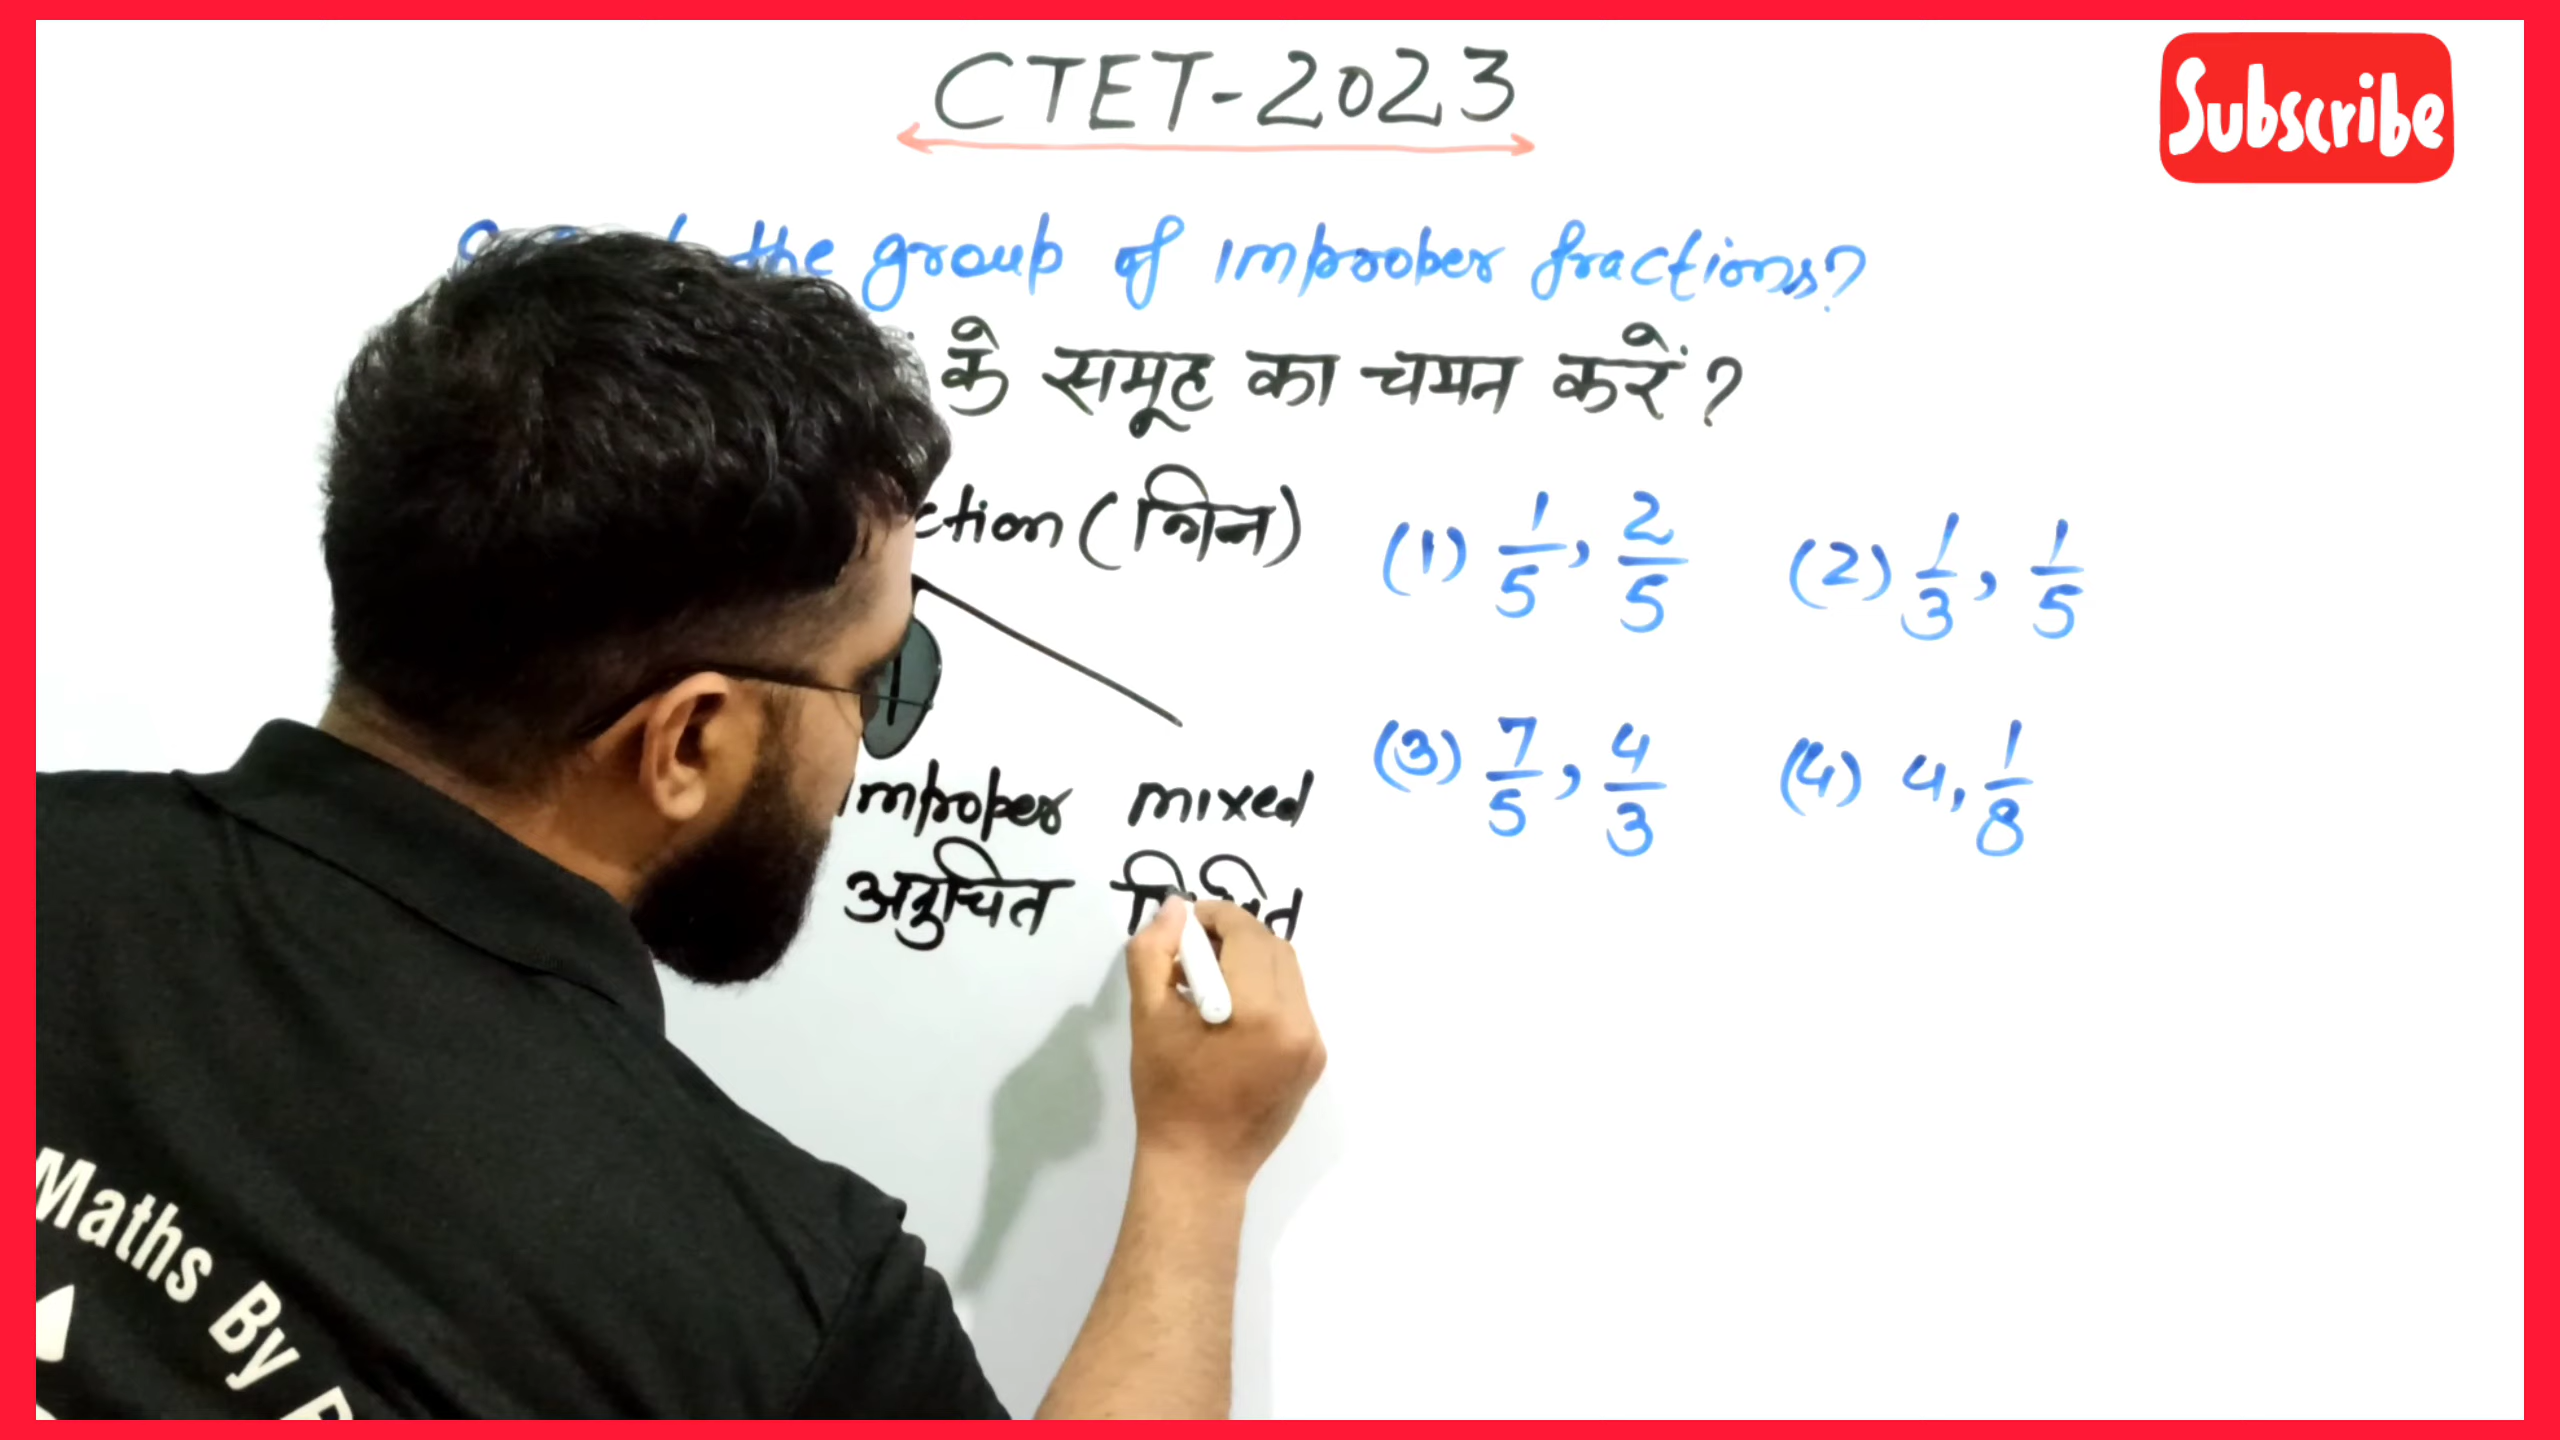 CTET-2023
Subscribe
the group of improper fractions?
के समूह का चयन करें?
ction (भिन्न)
(1) 1/5, 2/5 (2) 1/3, 1/5
improper mixed
(3) 7/5, 4/3 (4) 4, 1/8
अनुचित
Maths By